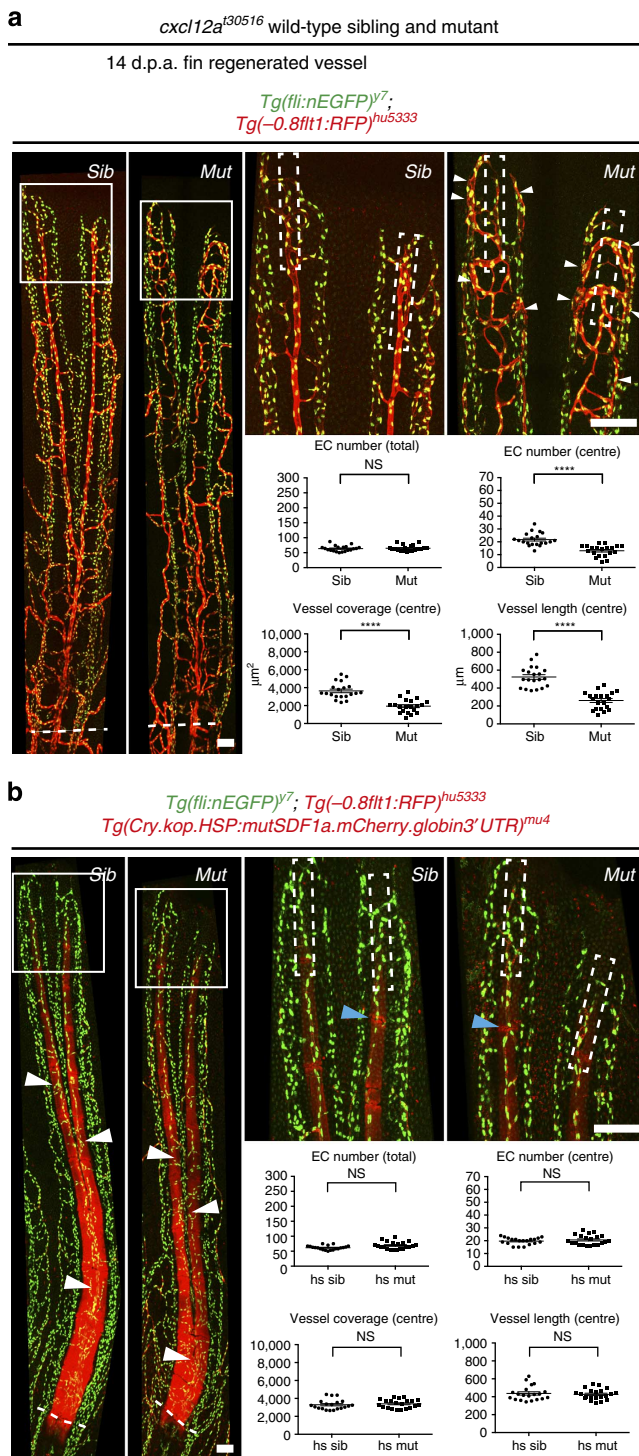 a
cxcl12a^t30516 wild-type sibling and mutant
14 d.p.a. fin regenerated vessel
Tg(fli:nEGFP)^y7;
Tg(–0.8flt1:RFP)^hu5333
Sib
Mut
Sib
Mut
EC number (total)
NS
300
250
200
150
100
50
0
Sib
Mut
EC number (centre)
****
70
60
50
40
30
20
10
0
Sib
Mut
Vessel coverage (centre)
****
µm²
10,000
8,000
6,000
4,000
2,000
0
Sib
Mut
Vessel length (centre)
****
µm
1,000
800
600
400
200
0
Sib
Mut
b
Tg(fli:nEGFP)^y7; Tg(–0.8flt1:RFP)^hu5333
Tg(Cry.kop.HSP:mutSDF1a.mCherry.globin3′UTR)^mu4
Sib
Mut
Sib
Mut
EC number (total)
NS
300
250
200
150
100
50
0
hs sib
hs mut
EC number (centre)
NS
70
60
50
40
30
20
10
0
hs sib
hs mut
Vessel coverage (centre)
NS
10,000
8,000
6,000
4,000
2,000
0
hs sib
hs mut
Vessel length (centre)
NS
1,000
800
600
400
200
0
hs sib
hs mut